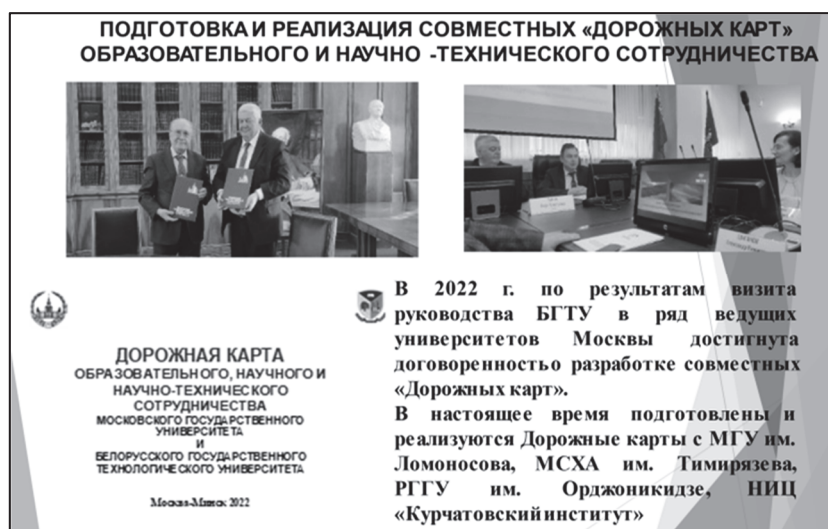 ПОДГОТОВКА И РЕАЛИЗАЦИЯ СОВМЕСТНЫХ «ДОРОЖНЫХ КАРТ»
ОБРАЗОВАТЕЛЬНОГО И НАУЧНО -ТЕХНИЧЕСКОГО СОТРУДНИЧЕСТВА
ДОРОЖНАЯ КАРТА
ОБРАЗОВАТЕЛЬНОГО, НАУЧНОГО И
НАУЧНО-ТЕХНИЧЕСКОГО
СОТРУДНИЧЕСТВА
МОСКОВСКОГО ГОСУДАРСТВЕННОГО
УНИВЕРСИТЕТА
И
БЕЛОРУССКОГО ГОСУДАРСТВЕННОГО
ТЕХНОЛОГИЧЕСКОГО УНИВЕРСИТЕТА
Москва-Минск 2022
В 2022 г. по результатам визита
руководства БГТУ в ряд ведущих
университетов Москвы достигнута
договоренность о разработке совместных
«Дорожных карт».
В настоящее время подготовлены и
реализуются Дорожные карты с МГУ им.
Ломоносова, МСХА им. Тимирязева,
РГГУ им. Орджоникидзе, НИЦ
«Курчатовский институт»